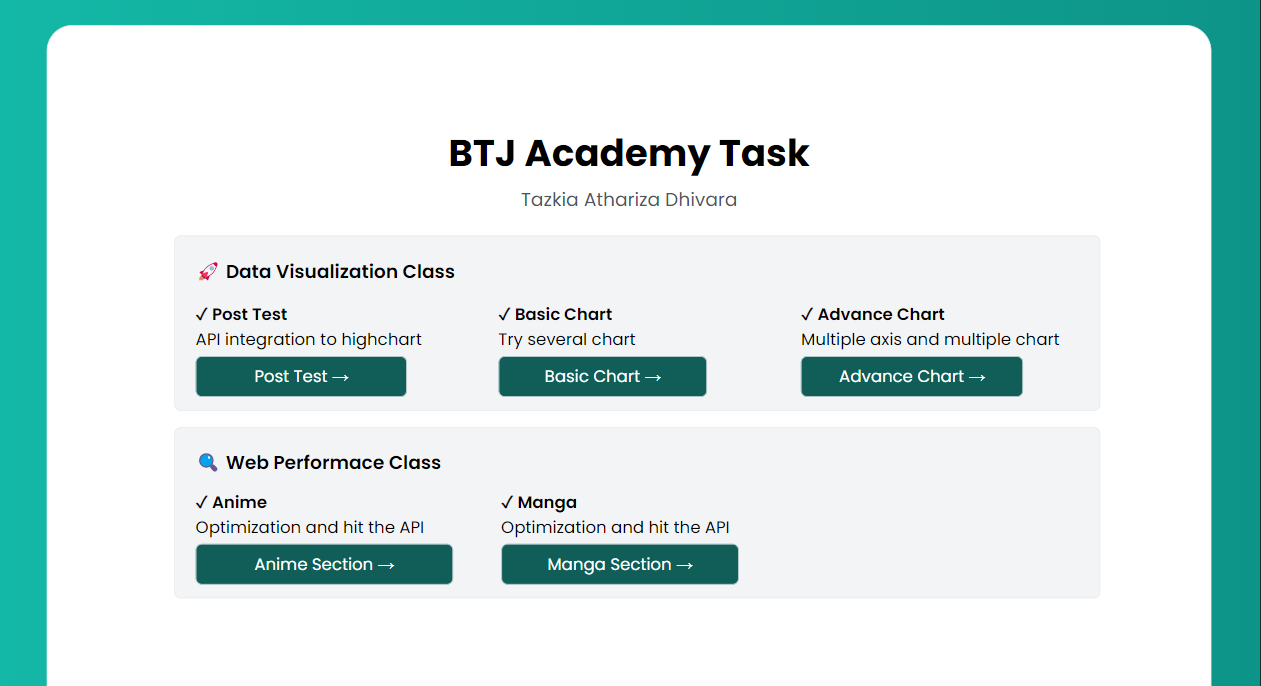 BTJ Academy Task
Tazkia Athariza Dhivara
🚀 Data Visualization Class
✓ Post Test
API integration to highchart
Post Test →
✓ Basic Chart
Try several chart
Basic Chart →
✓ Advance Chart
Multiple axis and multiple chart
Advance Chart →
🔍 Web Performace Class
✓ Anime
Optimization and hit the API
Anime Section →
✓ Manga
Optimization and hit the API
Manga Section →